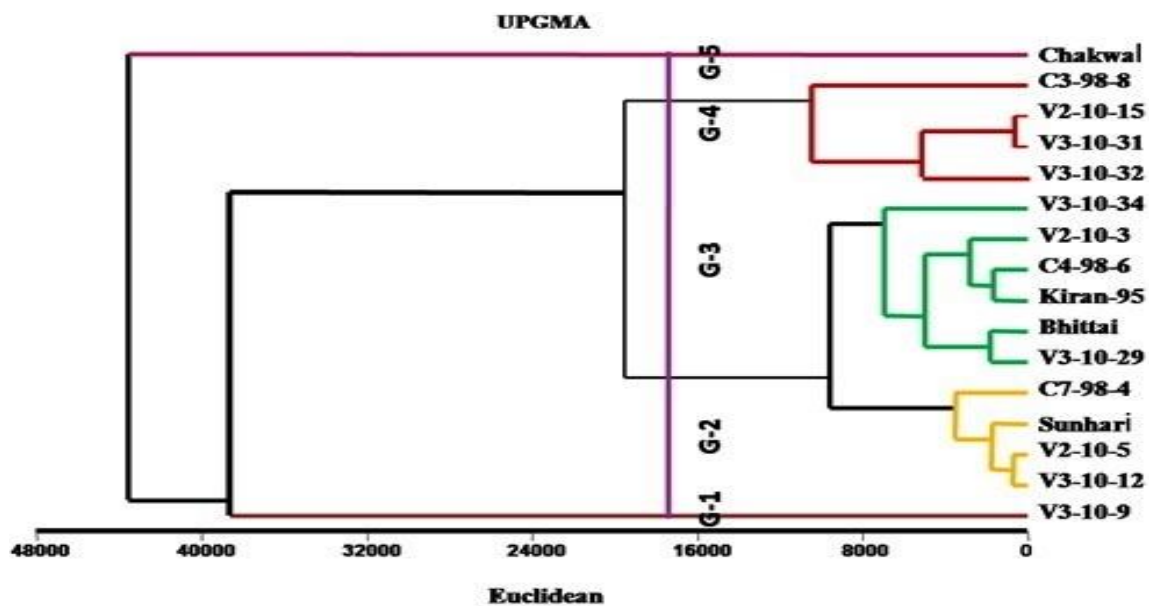 UPGMA
Chakwal
G-5
C3-98-8
V2-10-15
G-4
V3-10-31
V3-10-32
V3-10-34
V2-10-3
G-3
C4-98-6
Kiran-95
Bhittai
V3-10-29
C7-98-4
Sunhari
G-2
V2-10-5
V3-10-12
V3-10-9
G-1
48000 40000 32000 24000 16000 8000 0
Euclidean